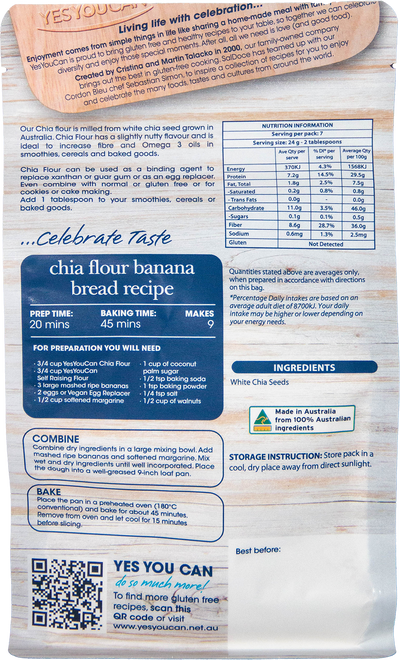 YESYOUCAN
Living life with celebration...
Enjoyment comes from simple things in life like sharing a home-made meal with fun,
YesYouCan is proud to bring gluten free and healthy recipes to your table, so together we can celebrate
diversity and enjoy those special moments. After all, all we need is love (and good food).
Created by Cristina and Martin Talacko in 2000, our family-owned company
brings out the best in gluten-free cooking. SalDoce has teamed up with our
Cordon Bleu chef Sebastian Simon, to inspire a collection of recipes for you to enjoy
and celebrate the many foods, tastes and cultures from around the world.
Our Chia Flour is milled from white chia seed grown in
Australia. Chia Flour has a slightly nutty flavour and is
ideal to increase fibre and Omega 3 oils in
smoothies, cereals and baked goods.
Chia Flour can be used as a binding agent to
replace xanthan or guar gum or as an egg replacer.
Even combine with normal or gluten free or for
cookies or cake making.
Add 1 tablespoon to your smoothies, cereals or
baked goods.
...Celebrate Taste
chia flour banana
bread recipe
PREP TIME: BAKING TIME: MAKES
20 mins 45 mins 9
FOR PREPARATION YOU WILL NEED
· 3/4 cup YesYouCan Chia Flour
· 3/4 cup YesYouCan
Self Raising Flour
· 3 large mashed ripe bananas
· 2 eggs or Vegan Egg Replacer
· 1/2 cup softened margarine
· 1 cup of coconut
palm sugar
· 1/2 tsp baking soda
· 1 tsp baking powder
· 1/4 tsp salt
· 1/2 cup of walnuts
COMBINE
Combine dry ingredients in a large mixing bowl. Add
mashed ripe bananas and softened margarine. Mix
wet and dry ingredients until well incorporated. Place
the dough into a well-greased 9-inch loaf pan.
BAKE
Place the pan in a preheated oven (180°C
conventional) and bake for about 45 minutes.
Remove from oven and let cool for 15 minutes
before slicing.
YES YOU CAN
do so much more!
To find more gluten free
recipes, scan this
QR code or visit
www.yesyoucan.net.au
NUTRITION INFORMATION
Serving per pack: 7
Serving size: 24 g - 2 tablespoons
Ave Qty per serve % DI* per serving Average Qty per 100g
Energy 370KJ 4.3% 1568KJ
Protein 7.2g 14.5% 29.5g
Fat, Total 1.8g 2.5% 7.5g
-Saturated 0.2g 0.8% 0.8g
- Trans Fats 0.0g - 0.0g
Carbohydrate 11.0g 3.5% 46.0g
-Sugars 0.1g 0.1% 0.5g
Fiber 8.6g 28.7% 36.0g
Sodium 0.6mg 1.3% 2.5mg
Gluten Not Detected
Quantities stated above are averages only,
when prepared in accordance with directions
on this bag.
*Percentage Daily intakes are based on an
average adult diet of 8700kJ. Your daily
intake may be higher or lower depending on
your energy needs.
INGREDIENTS
White Chia Seeds
Made in Australia
from 100% Australian
ingredients
STORAGE INSTRUCTION: Store pack in a
cool, dry place away from direct sunlight.
Best before: